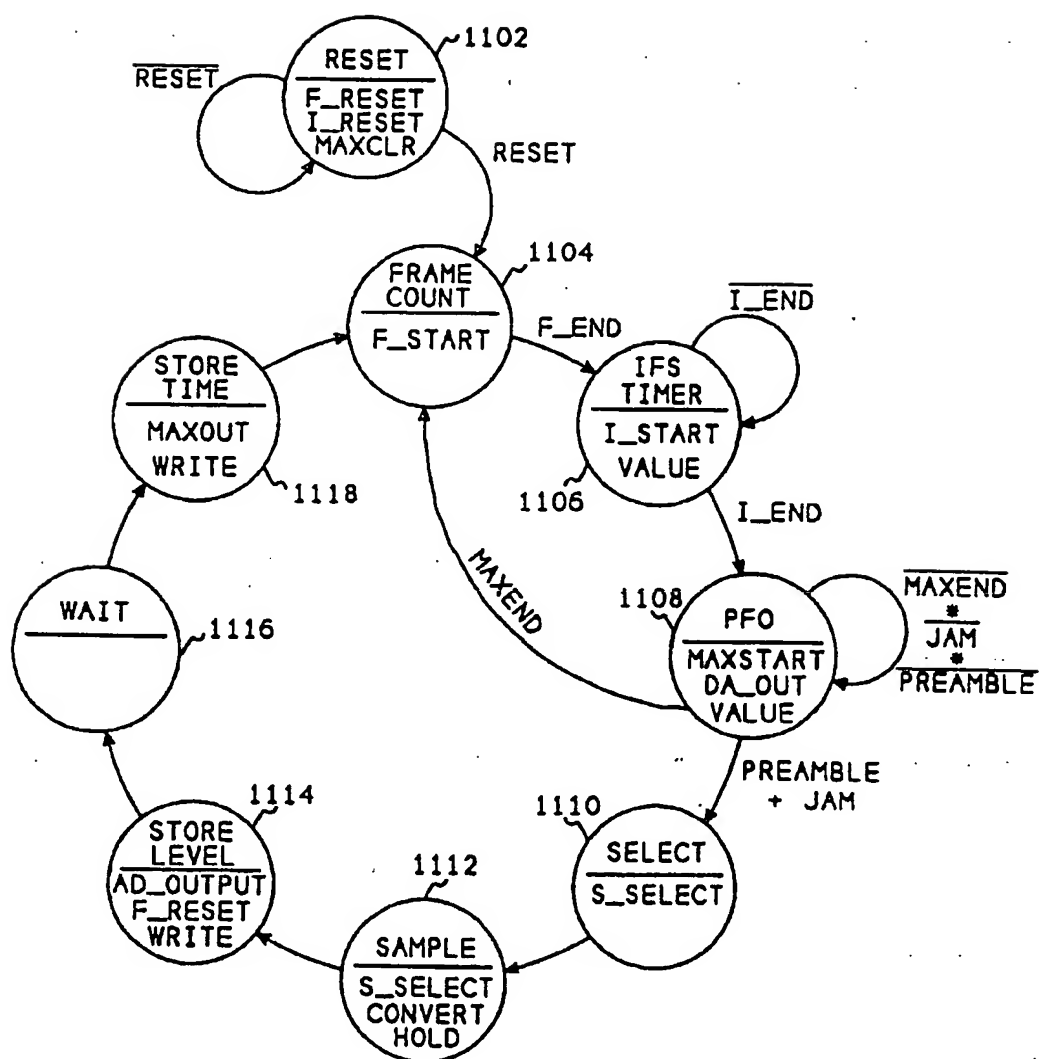 1102
RESET
F_RESET
I_RESET
MAXCLR
RESET
RESET
1104
FRAME
COUNT
F_START
F_END
I_END
IFS
TIMER
I_START
VALUE
1106
I_END
STORE
TIME
MAXOUT
WRITE
1118
MAXEND
WAIT
1116
1108
PFO
MAXSTART
DA_OUT
VALUE
MAXEND
*
JAM
*
PREAMBLE
PREAMBLE
+ JAM
1110
SELECT
S_SELECT
1112
SAMPLE
S_SELECT
CONVERT
HOLD
1114
STORE
LEVEL
AD_OUTPUT
F_RESET
WRITE